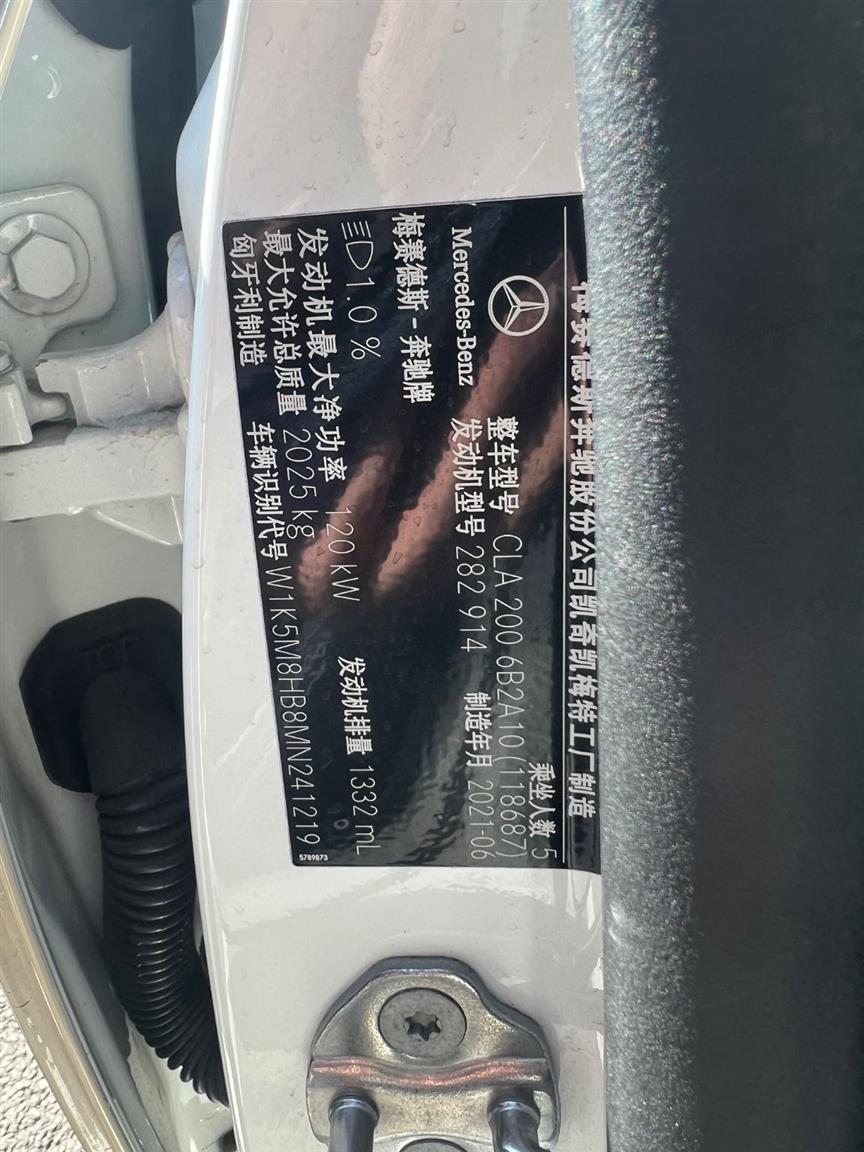 梅赛德斯奔驰股份公司凯奇凯梅特工厂制造
乘坐人数 5
整车型号 CLA 200 6B2A10(118687)
Mercedes-Benz 发动机型号 282 914 制造年月 2021-06
梅赛德斯-奔驰牌
1.0 % 发动机排量 1332 mL
发动机最大净功率 120 kW
最大允许总质量 2025 kg
匈牙利制造 车辆识别代号 W1K5M8HB8MN241219
5789873